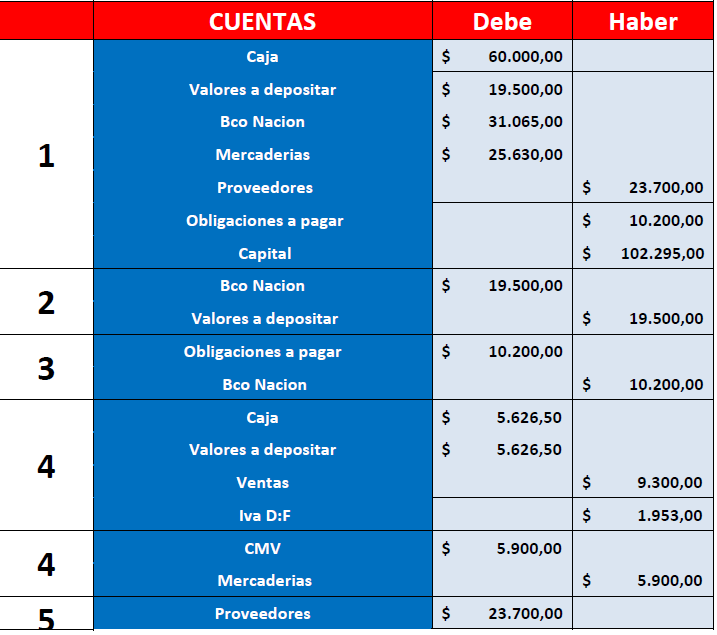 CUENTAS Debe Haber
1
Caja $ 60.000,00
Valores a depositar $ 19.500,00
Bco Nacion $ 31.065,00
Mercaderias $ 25.630,00
Proveedores $ 23.700,00
Obligaciones a pagar $ 10.200,00
Capital $ 102.295,00
2
Bco Nacion $ 19.500,00
Valores a depositar $ 19.500,00
3
Obligaciones a pagar $ 10.200,00
Bco Nacion $ 10.200,00
4
Caja $ 5.626,50
Valores a depositar $ 5.626,50
Ventas $ 9.300,00
Iva D:F $ 1.953,00
4
CMV $ 5.900,00
Mercaderias $ 5.900,00
5
Proveedores $ 23.700,00